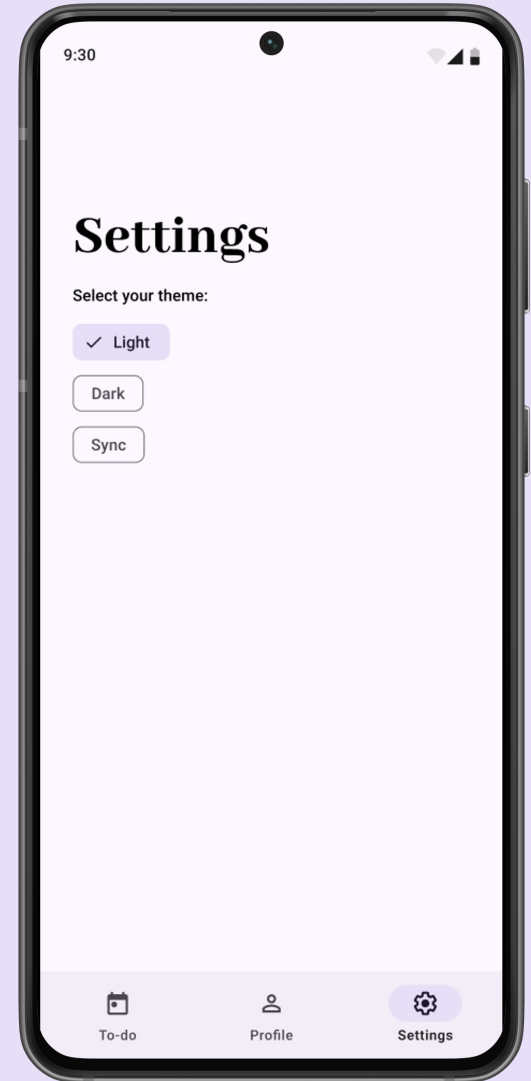 9:30
Settings
Select your theme:
Light
Dark
Sync
To-do Profile Settings